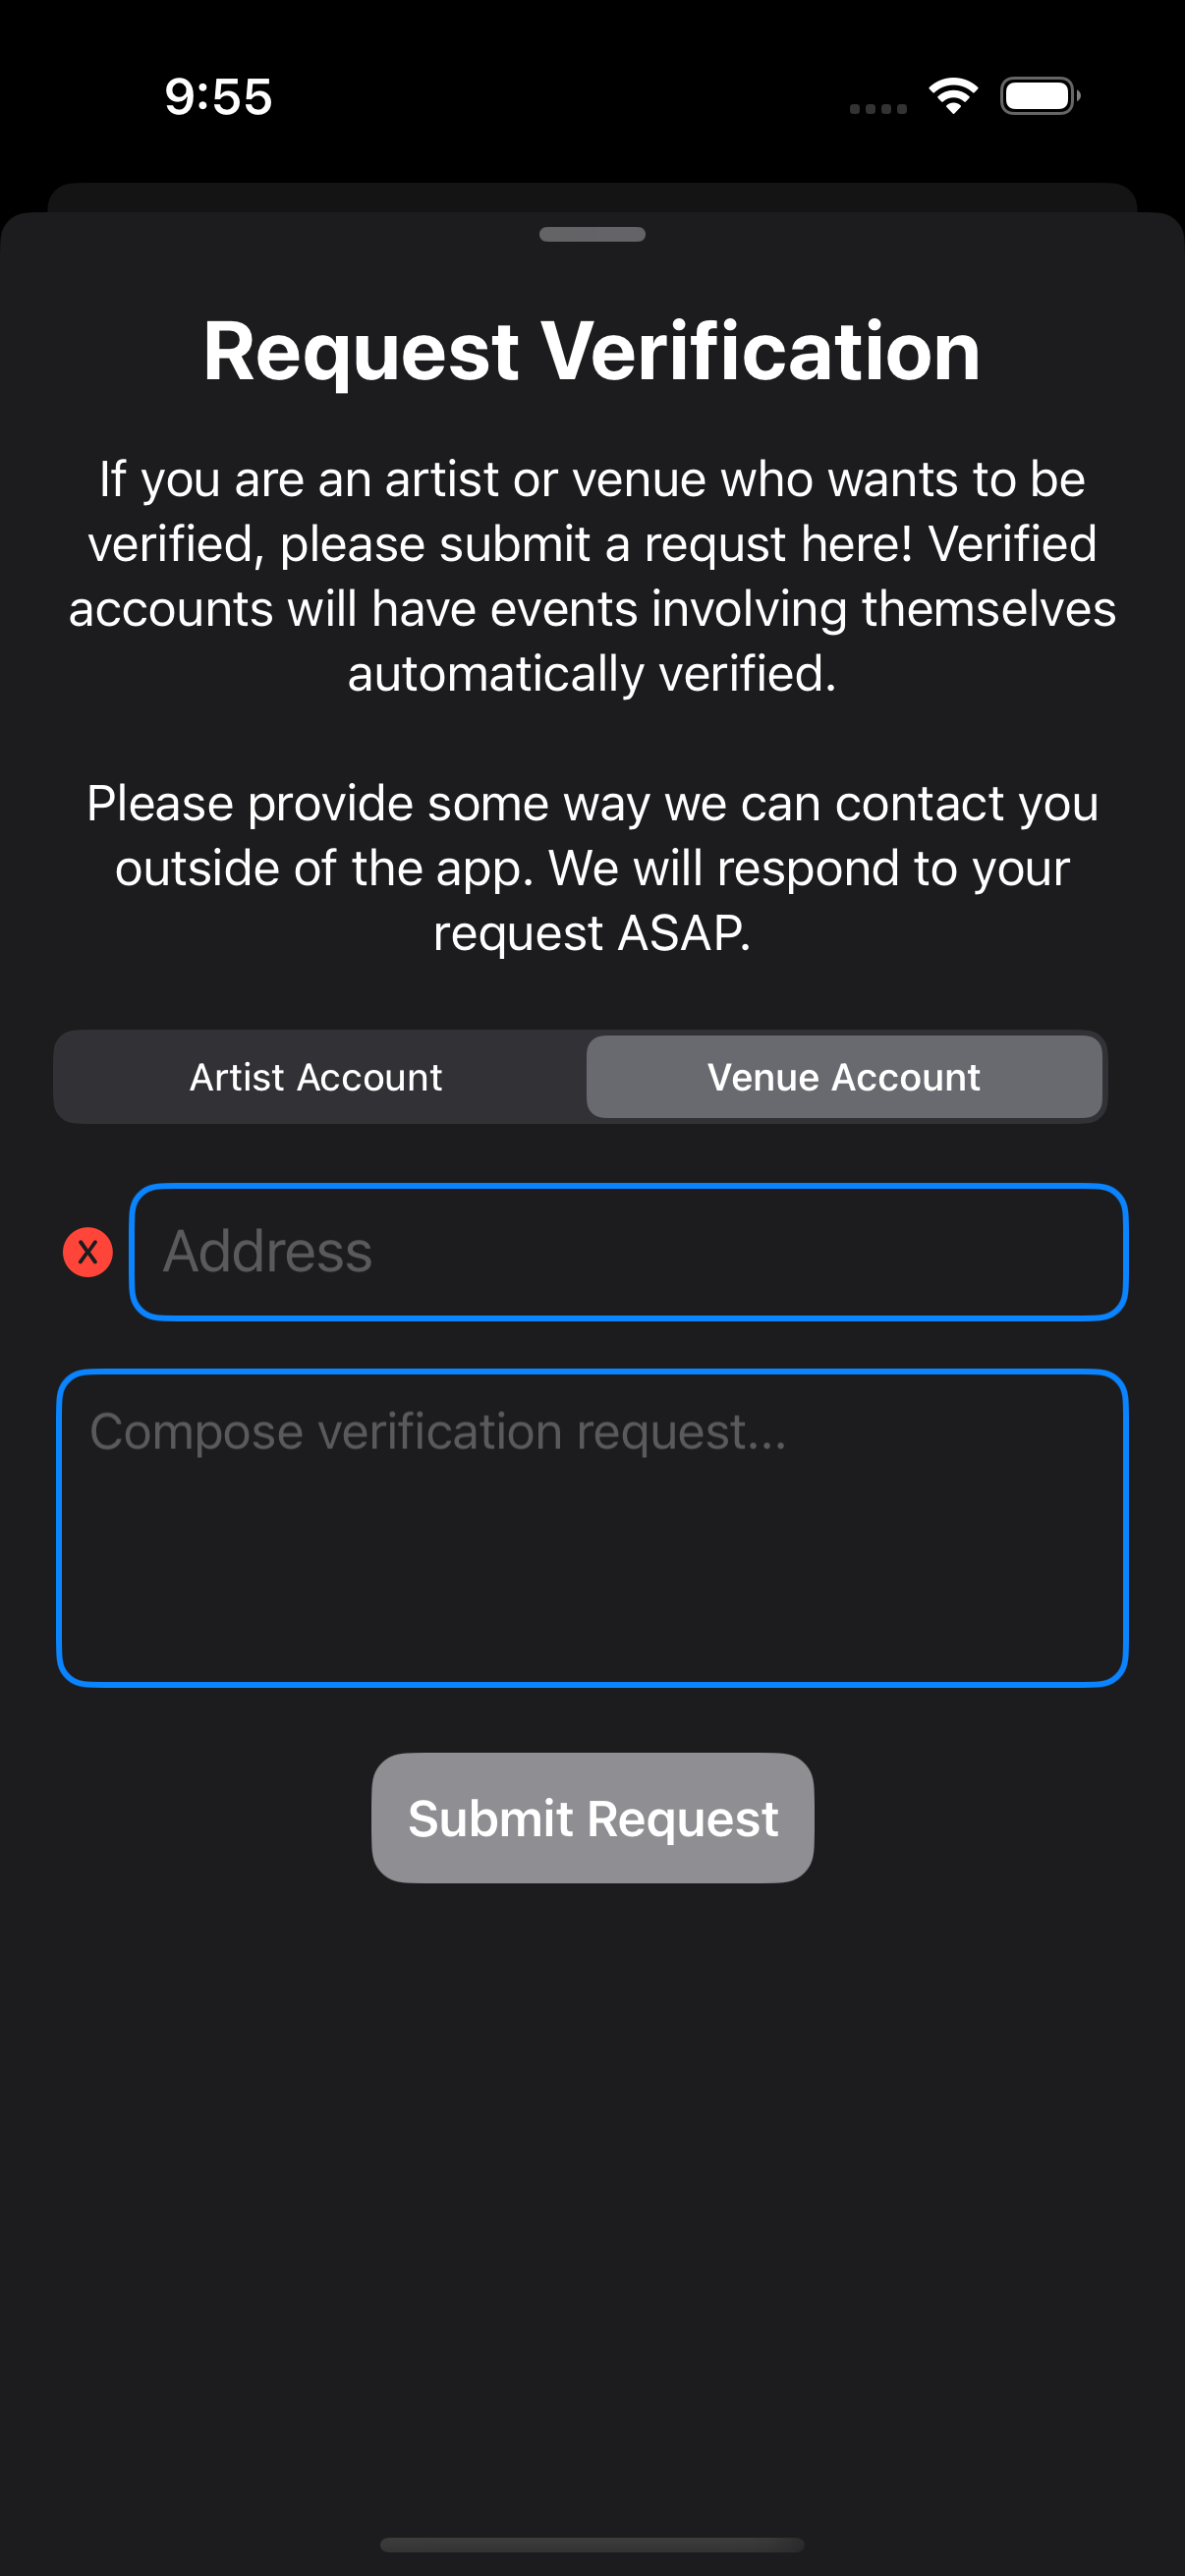 9:55
Request Verification
If you are an artist or venue who wants to be
verified, please submit a requst here! Verified
accounts will have events involving themselves
automatically verified.
Please provide some way we can contact you
outside of the app. We will respond to your
request ASAP.
Artist Account
Venue Account
X
Address
Compose verification request...
Submit Request